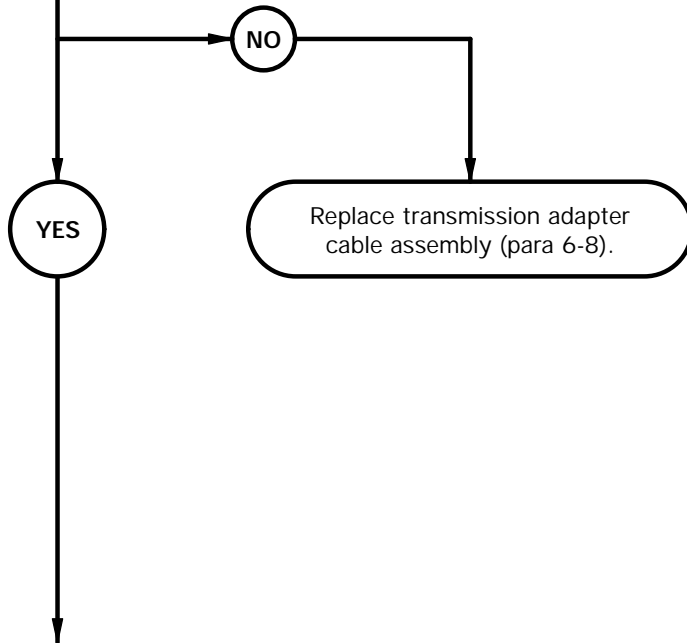 NO
YES
Replace transmission adapter
cable assembly (para 6-8).